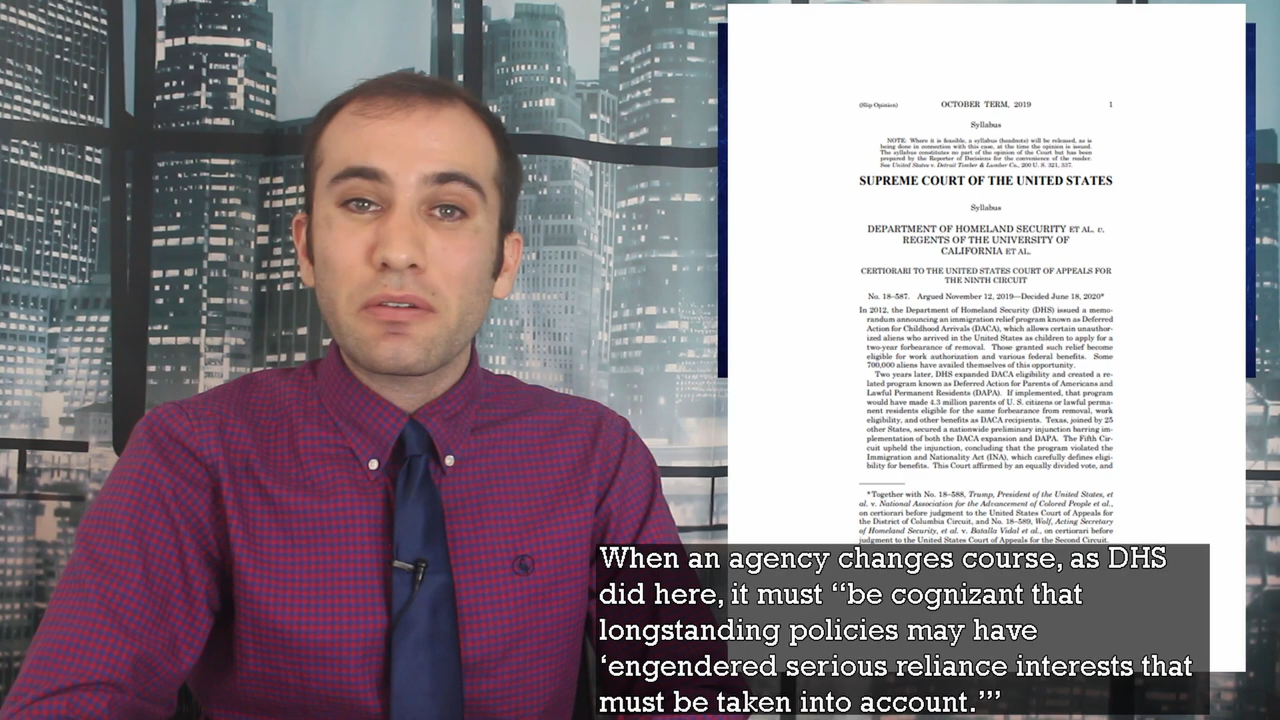 (Slip Opinion) OCTOBER TERM, 2019 1
Syllabus
NOTE: Where it is feasible, a syllabus (headnote) will be released, as is
being done in connection with this case, at the time the opinion is issued.
The syllabus constitutes no part of the opinion of the Court but has been
prepared by the Reporter of Decisions for the convenience of the reader.
See United States v. Detroit Timber & Lumber Co., 200 U. S. 321, 337.
SUPREME COURT OF THE UNITED STATES
Syllabus
DEPARTMENT OF HOMELAND SECURITY ET AL. v.
REGENTS OF THE UNIVERSITY OF
CALIFORNIA ET AL.
CERTIORARI TO THE UNITED STATES COURT OF APPEALS FOR
THE NINTH CIRCUIT
No. 18–587. Argued November 12, 2019—Decided June 18, 2020*
In 2012, the Department of Homeland Security (DHS) issued a memo-
randum announcing an immigration relief program known as Deferred
Action for Childhood Arrivals (DACA), which allows certain unauthor-
ized aliens who arrived in the United States as children to apply for a
two-year forbearance of removal. Those granted such relief become
eligible for work authorization and various federal benefits. Some
700,000 aliens have availed themselves of this opportunity.
Two years later, DHS expanded DACA eligibility and created a re-
lated program known as Deferred Action for Parents of Americans and
Lawful Permanent Residents (DAPA). If implemented, that program
would have made 4.3 million parents of U. S. citizens or lawful perma-
nent residents eligible for the same forbearance from removal, work
eligibility, and other benefits as DACA recipients. Texas, joined by 25
other States, secured a nationwide preliminary injunction barring im-
plementation of both the DACA expansion and DAPA. The Fifth Cir-
cuit upheld the injunction, concluding that the program violated the
Immigration and Nationality Act (INA), which carefully defines eligi-
bility for benefits. This Court affirmed by an equally divided vote, and
*Together with No. 18–588, Trump, President of the United States, et
al. v. National Association for the Advancement of Colored People et al.,
on certiorari before judgment to the United States Court of Appeals for
the District of Columbia Circuit, and No. 18–589, Wolf, Acting Secretary
of Homeland Security, et al. v. Batalla Vidal et al., on certiorari before
judgment to the United States Court of Appeals for the Second Circuit.
When an agency changes course, as DHS
did here, it must “be cognizant that
longstanding policies may have
‘engendered serious reliance interests that
must be taken into account.’”